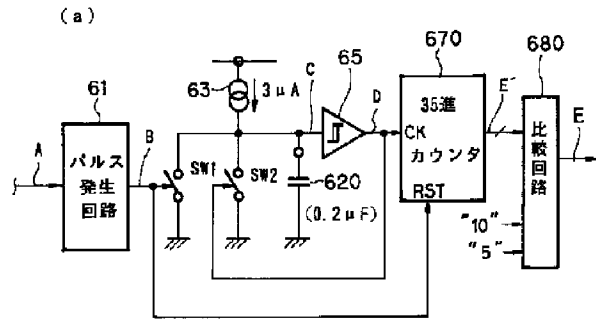 (a)
670
680
65
63
3μA
C
D
E'
61
35進
カウンタ
CK
RST
A
パルス
発生
回路
B
SW1
SW2
620
(0.2μF)
比較回路
E
"10"
"5"